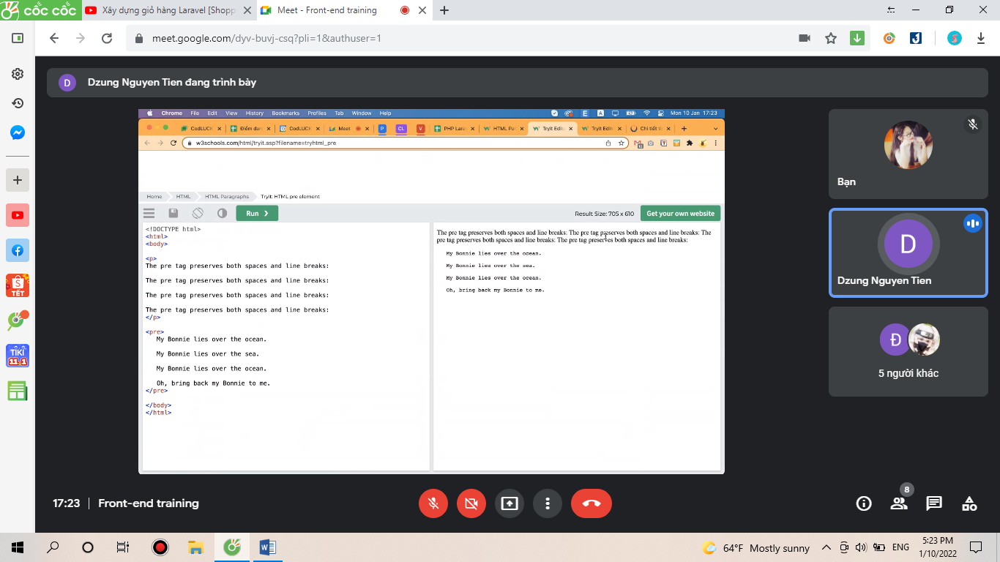 cốc cốc
Xây dựng giỏ hàng Laravel [Shopp
Meet - Front-end training
meet.google.com/dyv-buvj-csq?pli=1&authuser=1
D
Dzung Nguyen Tien đang trình bày
Chrome File Edit View History Bookmarks Profiles Tab Window Help
Mon 10 Jan 17:23
CodLUCK
Điểm dan
CodLUCK
Meet
P
CL
V
PHP Larav
HTML Par
Tryit Edito
Tryit Edito
Chi tiết ti
w3schools.com/html/tryit.asp?filename=tryhtml_pre
Home
HTML
HTML Paragraphs
Tryit: HTML pre element
Run ❯
Result Size: 705 x 610
Get your own website
<!DOCTYPE html>
<html>
<body>
<p>
The pre tag preserves both spaces and line breaks:
The pre tag preserves both spaces and line breaks:
The pre tag preserves both spaces and line breaks:
The pre tag preserves both spaces and line breaks:
</p>
<pre>
My Bonnie lies over the ocean.
My Bonnie lies over the sea.
My Bonnie lies over the ocean.
Oh, bring back my Bonnie to me.
</pre>
</body>
</html>
The pre tag preserves both spaces and line breaks: The pre tag preserves both spaces and line breaks: The
pre tag preserves both spaces and line breaks: The pre tag preserves both spaces and line breaks:
My Bonnie lies over the ocean.
My Bonnie lies over the sea.
My Bonnie lies over the ocean.
Oh, bring back my Bonnie to me.
Bạn
D
Dzung Nguyen Tien
Đ
5 người khác
TẾT
TIKI
11.1
17:23
Front-end training
8
64°F Mostly sunny
ENG
5:23 PM
1/10/2022